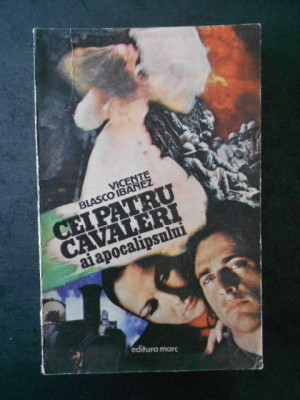 VICENTE
BLASCO IBAÑEZ
CEI PATRU
CAVALERI
ai apocalipsului
editura marc